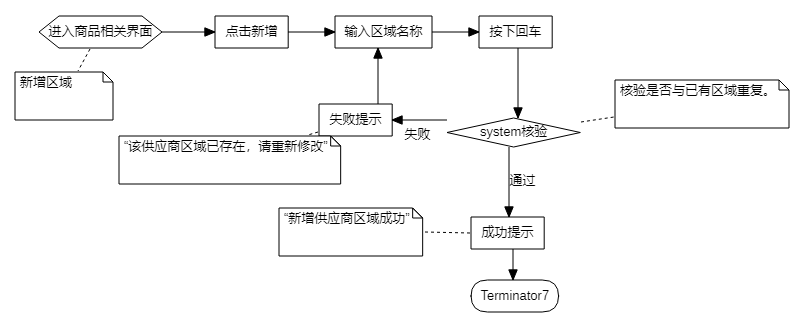 进入商品相关界面
点击新增
输入区域名称
按下回车
新增区域
核验是否与已有区域重复。
失败提示
system核验
失败
“该供应商区域已存在，请重新修改”
通过
“新增供应商区域成功”
成功提示
Terminator7